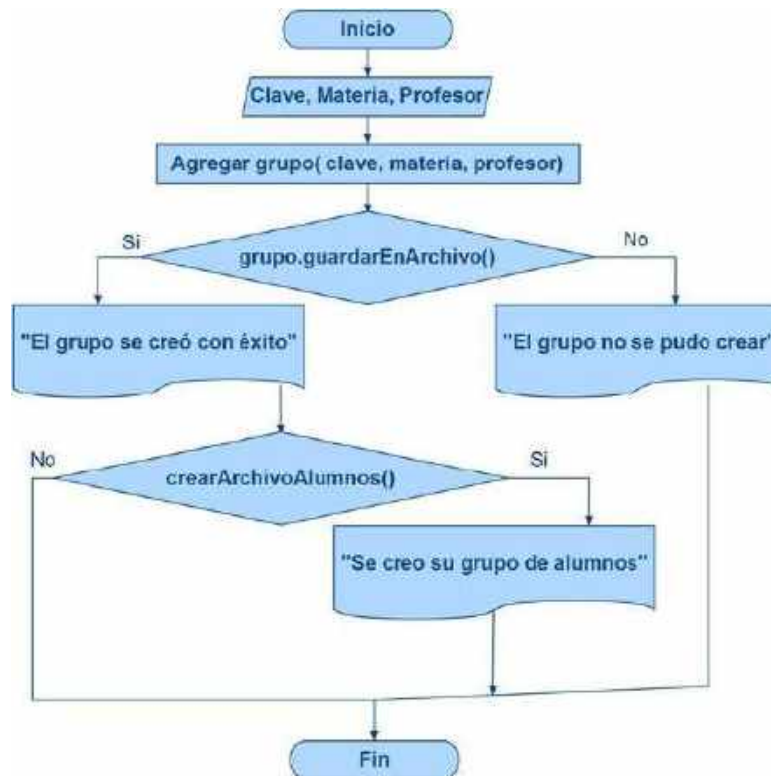 Inicio
Clave, Materia, Profesor
Agregar grupo( clave, materia, profesor)
Si
No
grupo.guardarEnArchivo()
"El grupo se creó con éxito"
"El grupo no se pudo crear"
No
Si
crearArchivoAlumnos()
"Se creo su grupo de alumnos"
Fin